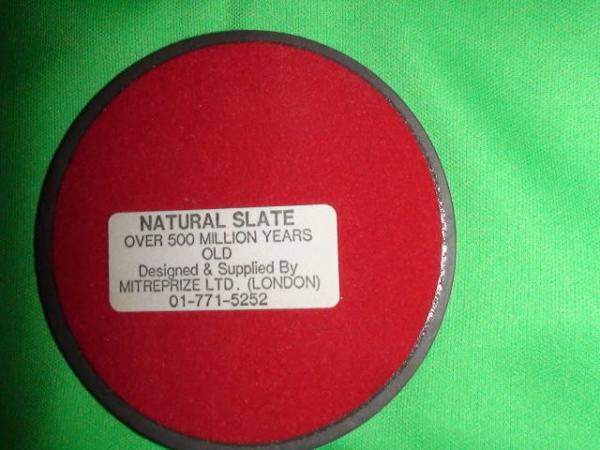 NATURAL SLATE
OVER 500 MILLION YEARS
OLD
Designed & Supplied By
MITREPRIZE LTD. (LONDON)
01-771-5252